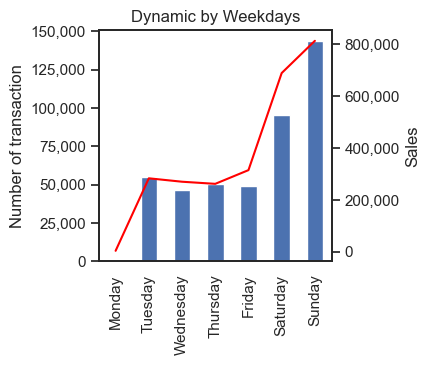 Dynamic by Weekdays
Number of transaction
150,000
125,000
100,000
75,000
50,000
25,000
0
800,000
600,000
400,000
200,000
0
Sales
Monday
Tuesday
Wednesday
Thursday
Friday
Saturday
Sunday